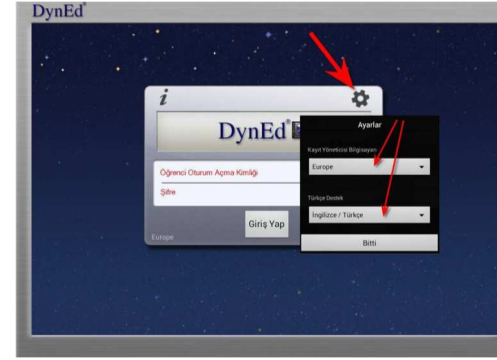 DynEd®
i
DynEd®
Ayarlar
Kayıt Yöneticisi Bilgisayarı
Europe
Öğrenci Oturum Açma Kimliği
Şifre
Türkçe Destek
İngilizce / Türkçe
Giriş Yap
Europe
Bitti